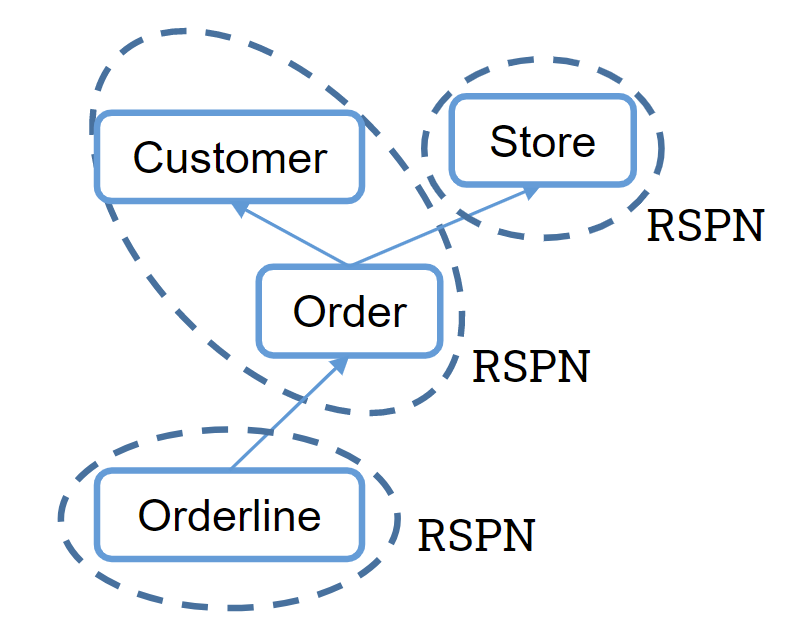 Customer
Store
RSPN
Order
RSPN
Orderline
RSPN